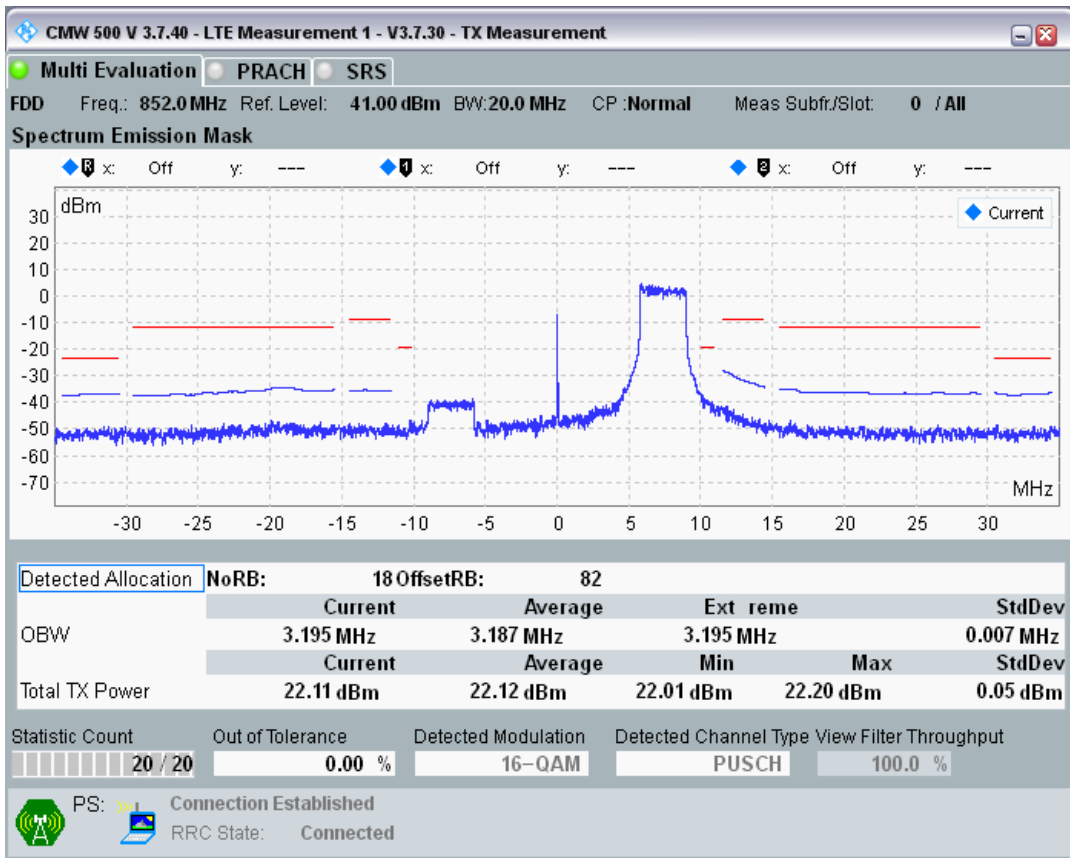 CMW 500 V 3.7.40 - LTE Measurement 1 - V3.7.30 - TX Measurement
Multi Evaluation PRACH SRS
FDD Freq.: 852.0 MHz Ref. Level: 41.00 dBm BW: 20.0 MHz CP : Normal Meas Subfr./Slot: 0 / All
Spectrum Emission Mask
R x: Off y: --- 1 x: Off y: --- 2 x: Off y: ---
dBm
Current
30
20
10
0
-10
-20
-30
-40
-50
-60
-70
MHz
-30 -25 -20 -15 -10 -5 0 5 10 15 20 25 30
Detected Allocation NoRB: 18 OffsetRB: 82
Current Average Ext reme StdDev
OBW 3.195 MHz 3.187 MHz 3.195 MHz 0.007 MHz
Current Average Min Max StdDev
Total TX Power 22.11 dBm 22.12 dBm 22.01 dBm 22.20 dBm 0.05 dBm
Statistic Count Out of Tolerance Detected Modulation Detected Channel Type View Filter Throughput
20 / 20 0.00 % 16-QAM PUSCH 100.0 %
PS: Connection Established
RRC State: Connected